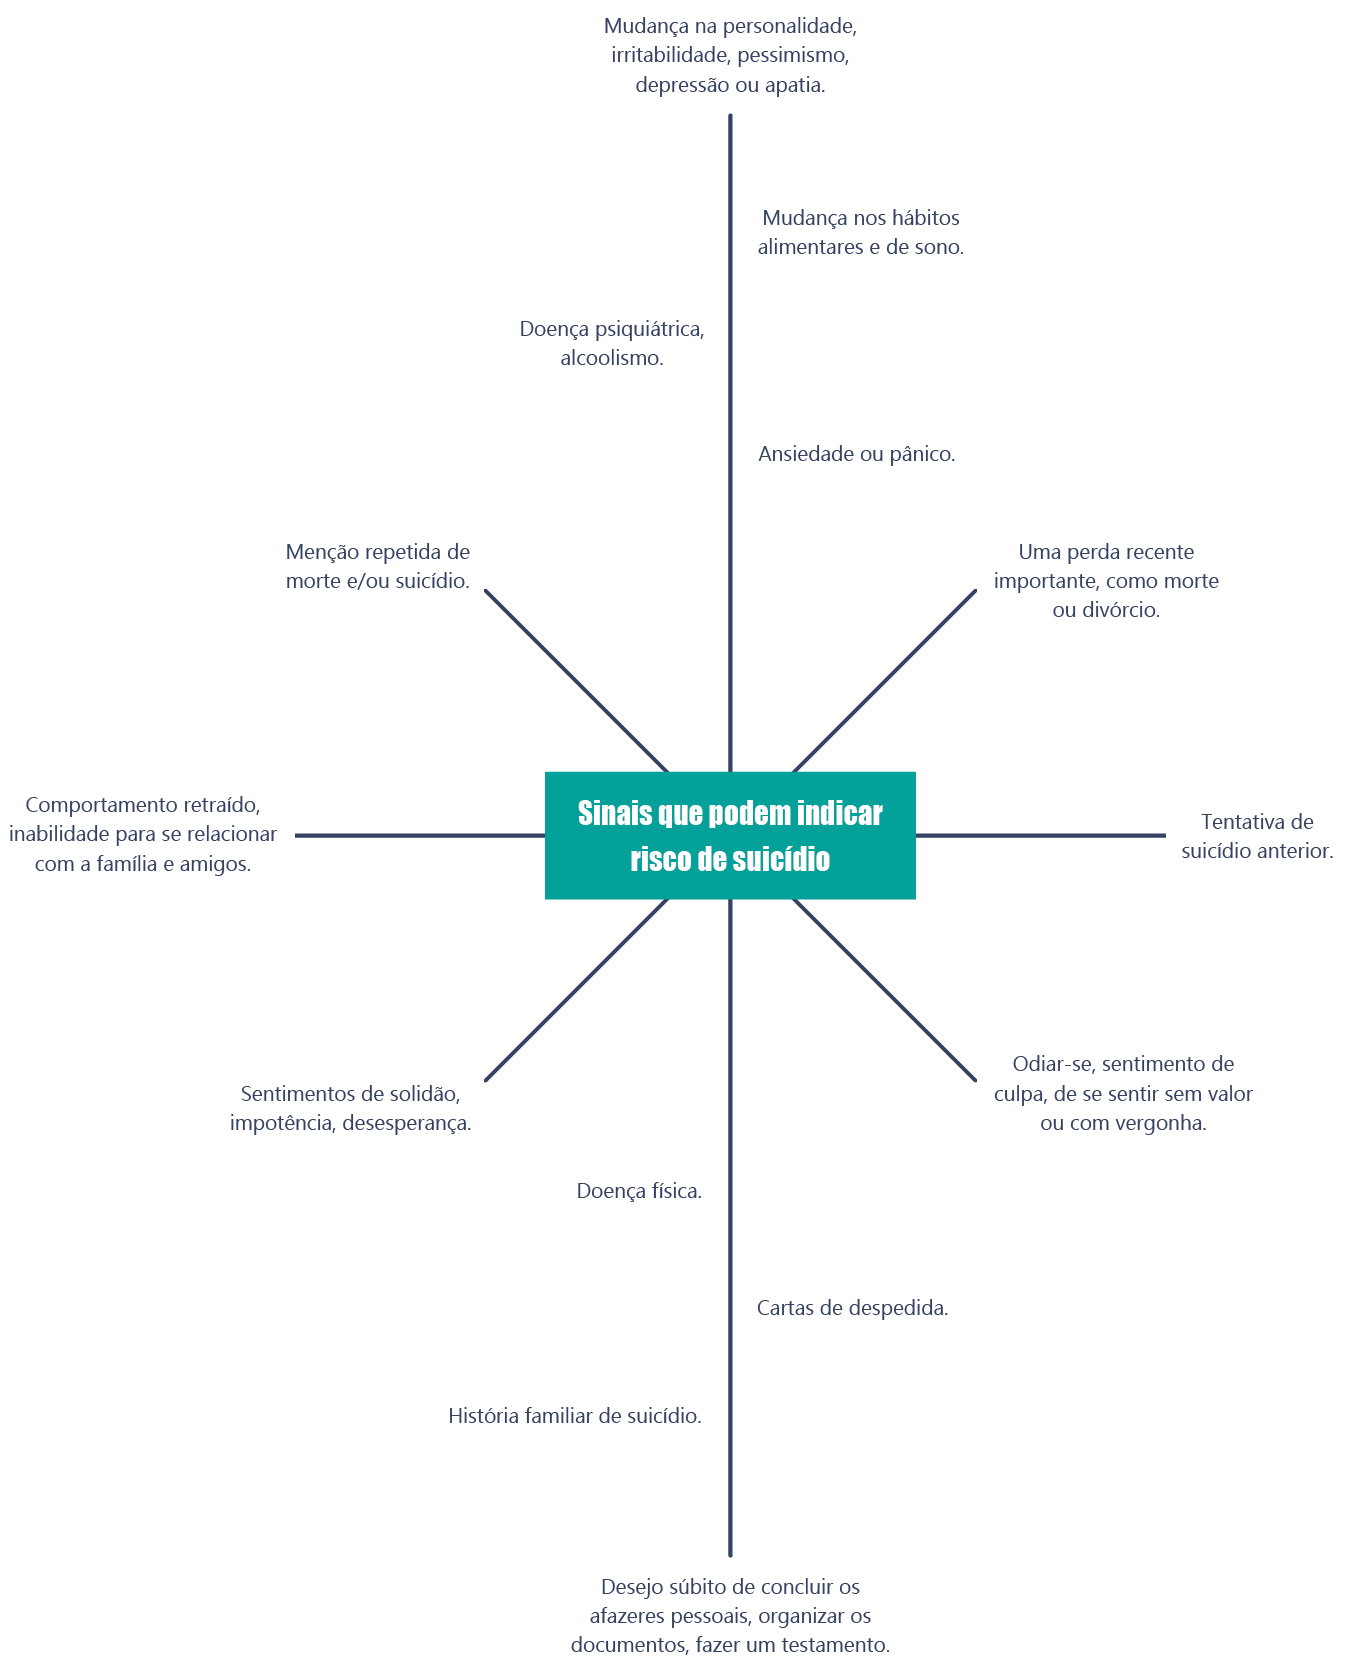 Mudança na personalidade,
irritabilidade, pessimismo,
depressão ou apatia.
Mudança nos hábitos
alimentares e de sono.
Doença psiquiátrica,
alcoolismo.
Ansiedade ou pânico.
Menção repetida de
morte e/ou suicídio.
Uma perda recente
importante, como morte
ou divórcio.
Comportamento retraído,
inabilidade para se relacionar
com a família e amigos.
Sinais que podem indicar
risco de suicídio
Tentativa de
suicídio anterior.
Sentimentos de solidão,
impotência, desesperança.
Odiar-se, sentimento de
culpa, de se sentir sem valor
ou com vergonha.
Doença física.
Cartas de despedida.
História familiar de suicídio.
Desejo súbito de concluir os
afazeres pessoais, organizar os
documentos, fazer um testamento.